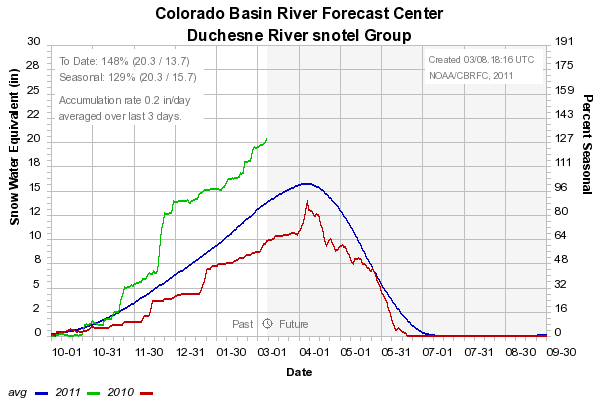 Colorado Basin River Forecast Center
Duchesne River snotel Group
To Date: 148% (20.3 / 13.7)
Seasonal: 129% (20.3 / 15.7)
Accumulation rate 0.2 in/day
averaged over last 3 days.
Created 03/08.18:16 UTC
NOAA/CBRFC, 2011
Snow Water Equivalent (in)
30
28
25
22
20
18
15
12
10
8
5
2
0
191
175
159
143
127
111
96
80
64
48
32
16
0
Percent Seasonal
Past Future
10-01 10-31 11-30 12-31 01-30 03-01 04-01 05-01 05-31 07-01 07-31 08-30 09-30
Date
avg 2011 2010